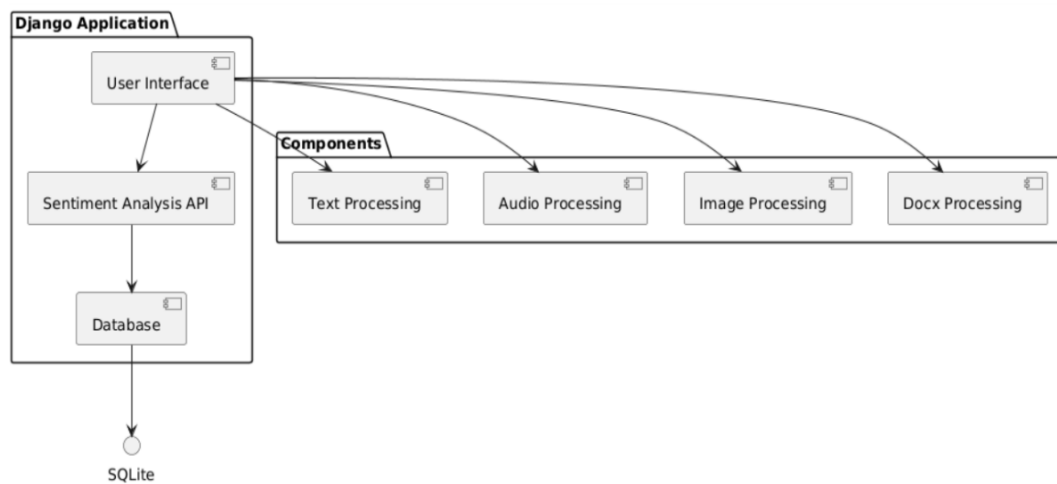 Django Application
User Interface
Components
Sentiment Analysis API
Text Processing
Audio Processing
Image Processing
Docx Processing
Database
SQLite